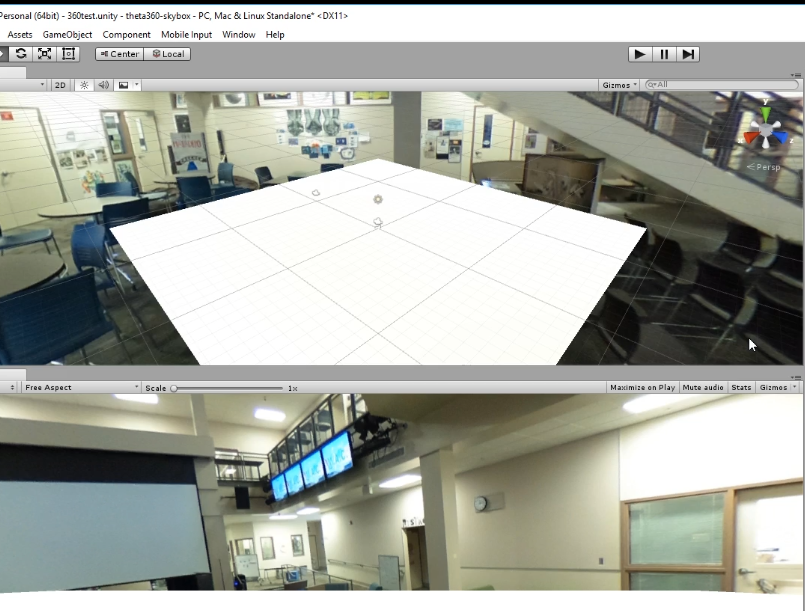 Personal (64bit) - 360test.unity - theta360-skybox - PC, Mac & Linux Standalone* <DX11>
Assets GameObject Component Mobile Input Window Help
Center Local
2D Gizmos All
y
x z
Persp
Free Aspect Scale 1x Maximize on Play Mute audio Stats Gizmos